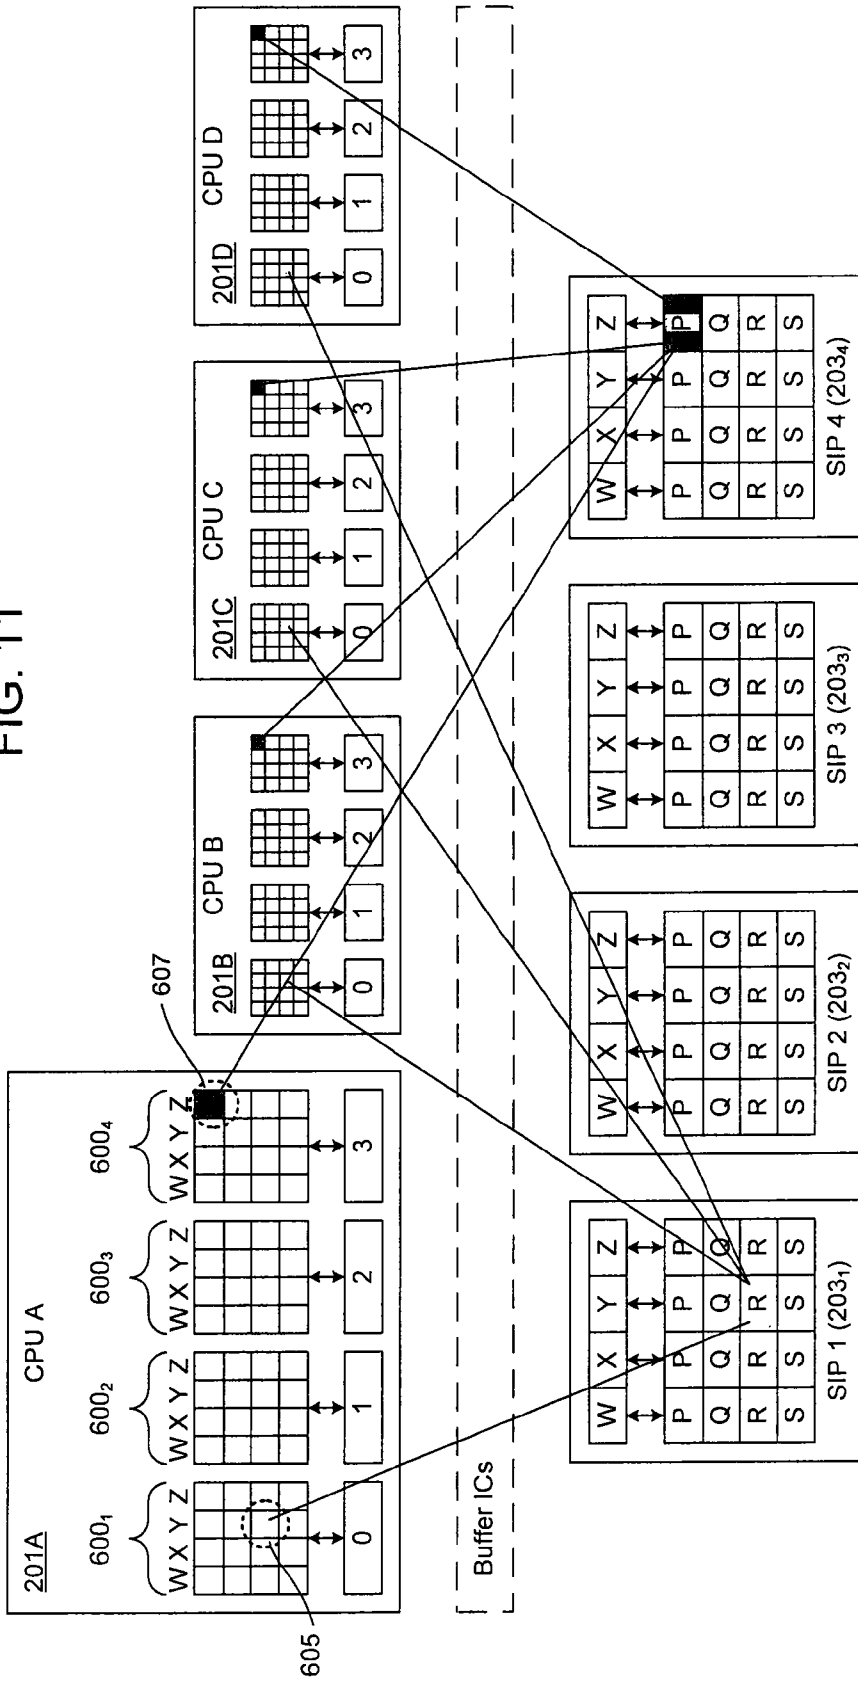 FIG. 11
CPU A
201A
600₁ 600₂ 600₃ 600₄
W X Y Z W X Y Z W X Y Z W X Y Z
0 1 2 3
605
607
CPU B
201B
0 1 2 3
CPU C
201C
0 1 2 3
CPU D
201D
0 1 2 3
Buffer ICs
W X Y Z
P P P P
Q Q Q Q
R R R R
S S S S
SIP 1 (203₁)
W X Y Z
P P P P
Q Q Q Q
R R R R
S S S S
SIP 2 (203₂)
W X Y Z
P P P P
Q Q Q Q
R R R R
S S S S
SIP 3 (203₃)
W X Y Z
P P P P
Q Q Q Q
R R R R
S S S S
SIP 4 (203₄)